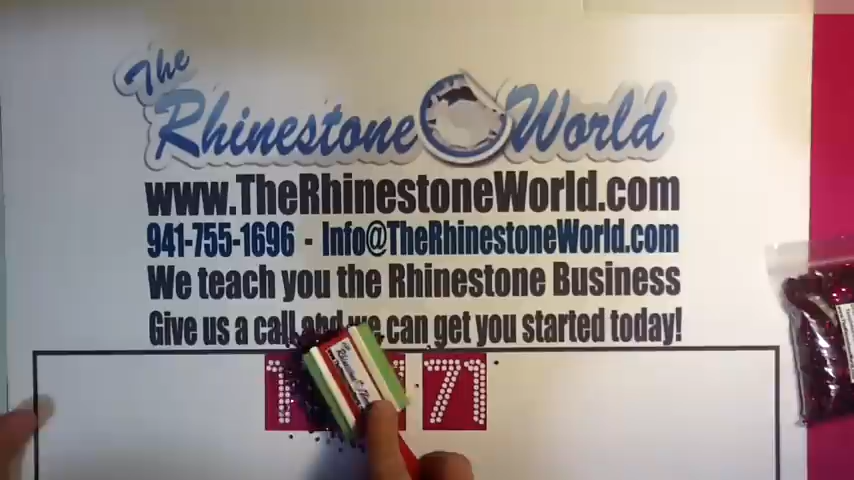 The
Rhinestone World
www.TheRhinestoneWorld.com
941-755-1696 - Info@TheRhinestoneWorld.com
We teach you the Rhinestone Business
Give us a call and we can get you started today!
1 71